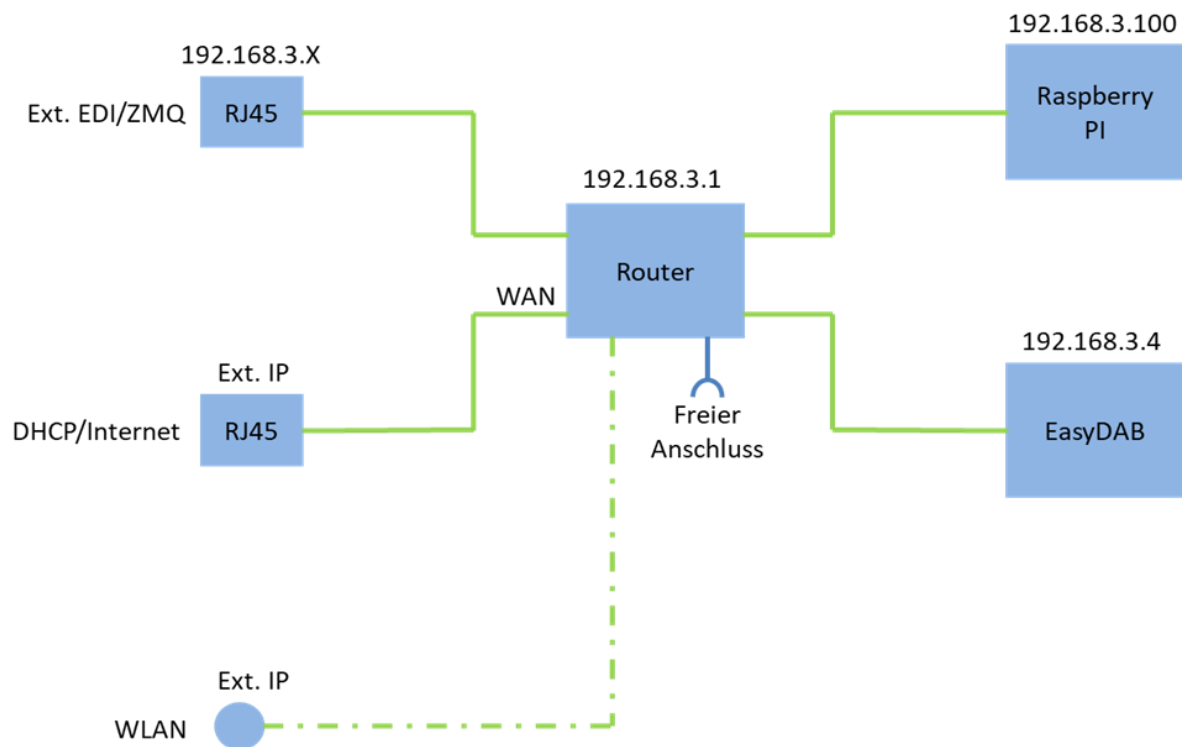 192.168.3.X
Ext. EDI/ZMQ
RJ45
192.168.3.100
Raspberry
PI
192.168.3.1
Router
WAN
Ext. IP
DHCP/Internet
RJ45
Freier
Anschluss
192.168.3.4
EasyDAB
Ext. IP
WLAN